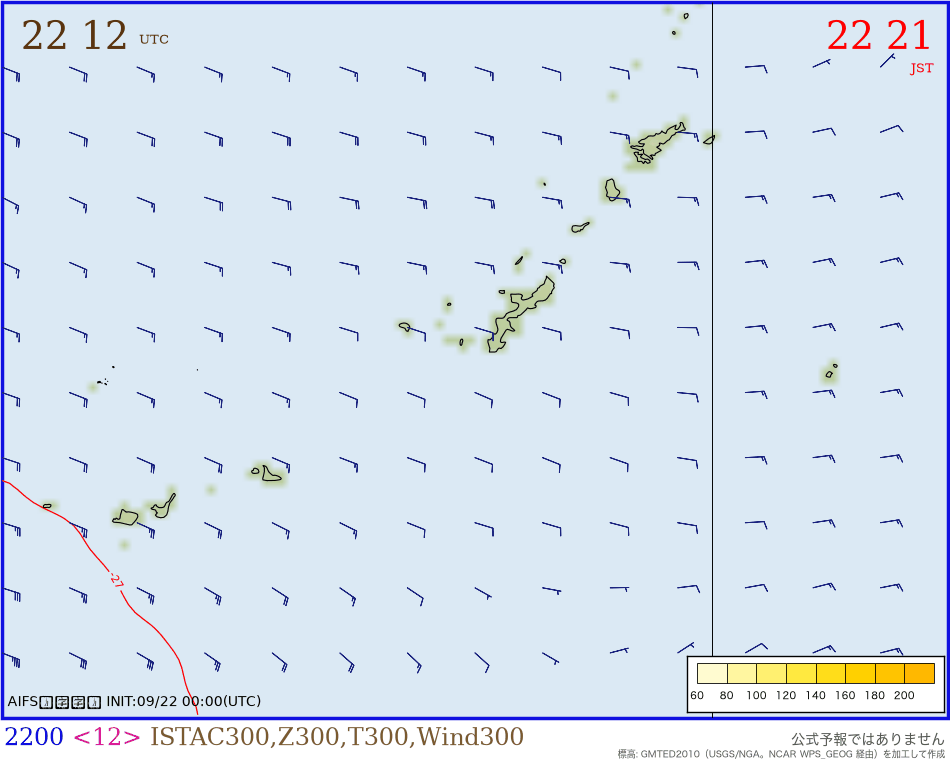 22 12 UTC
22 21
JST
-27
AIFS INIT:09/22 00:00(UTC)
60 80 100 120 140 160 180 200
2200 <12> ISTAC300,Z300,T300,Wind300
公式予報ではありません
標高: GMTED2010（USGS/NGA。NCAR WPS_GEOG 経由）を加工して作成